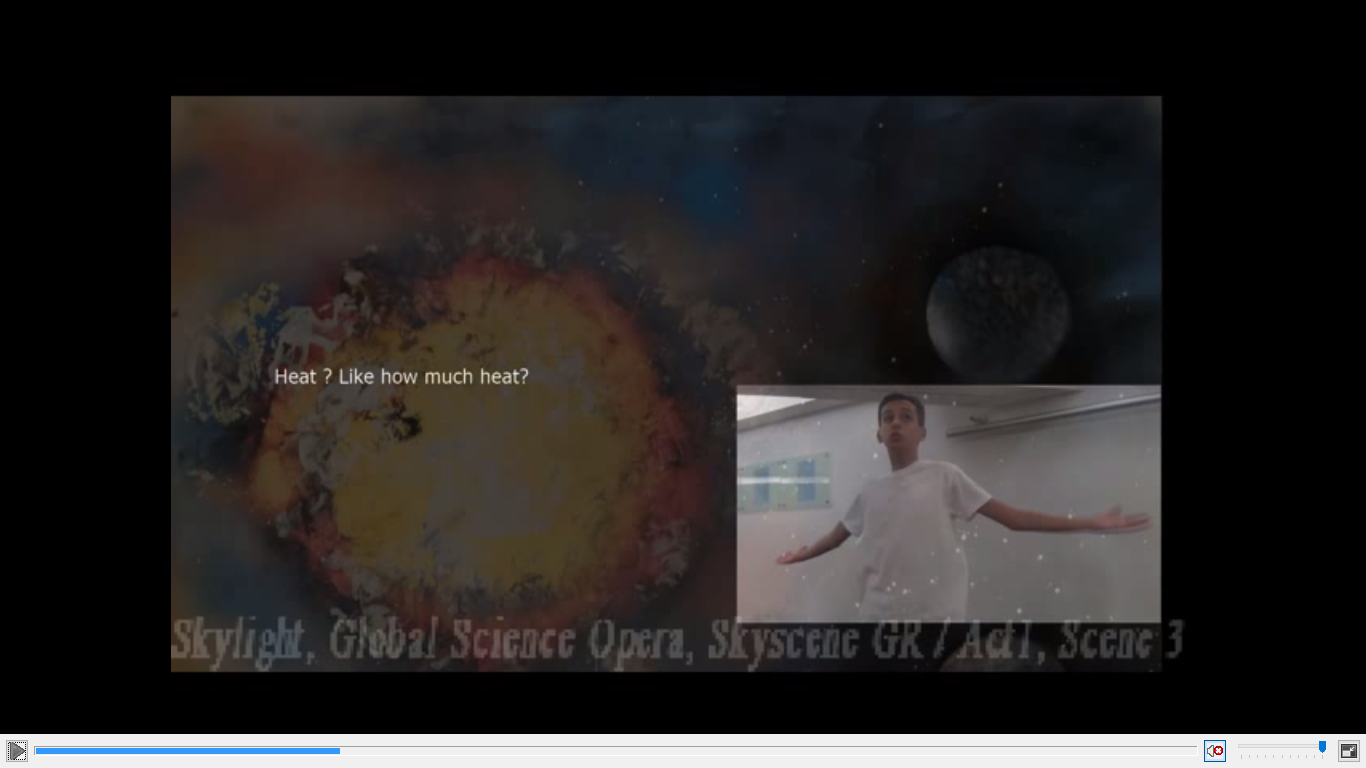 Heat ? Like how much heat?
Skylight, Global Science Opera, Skyscene GR / Act1, Scene 3